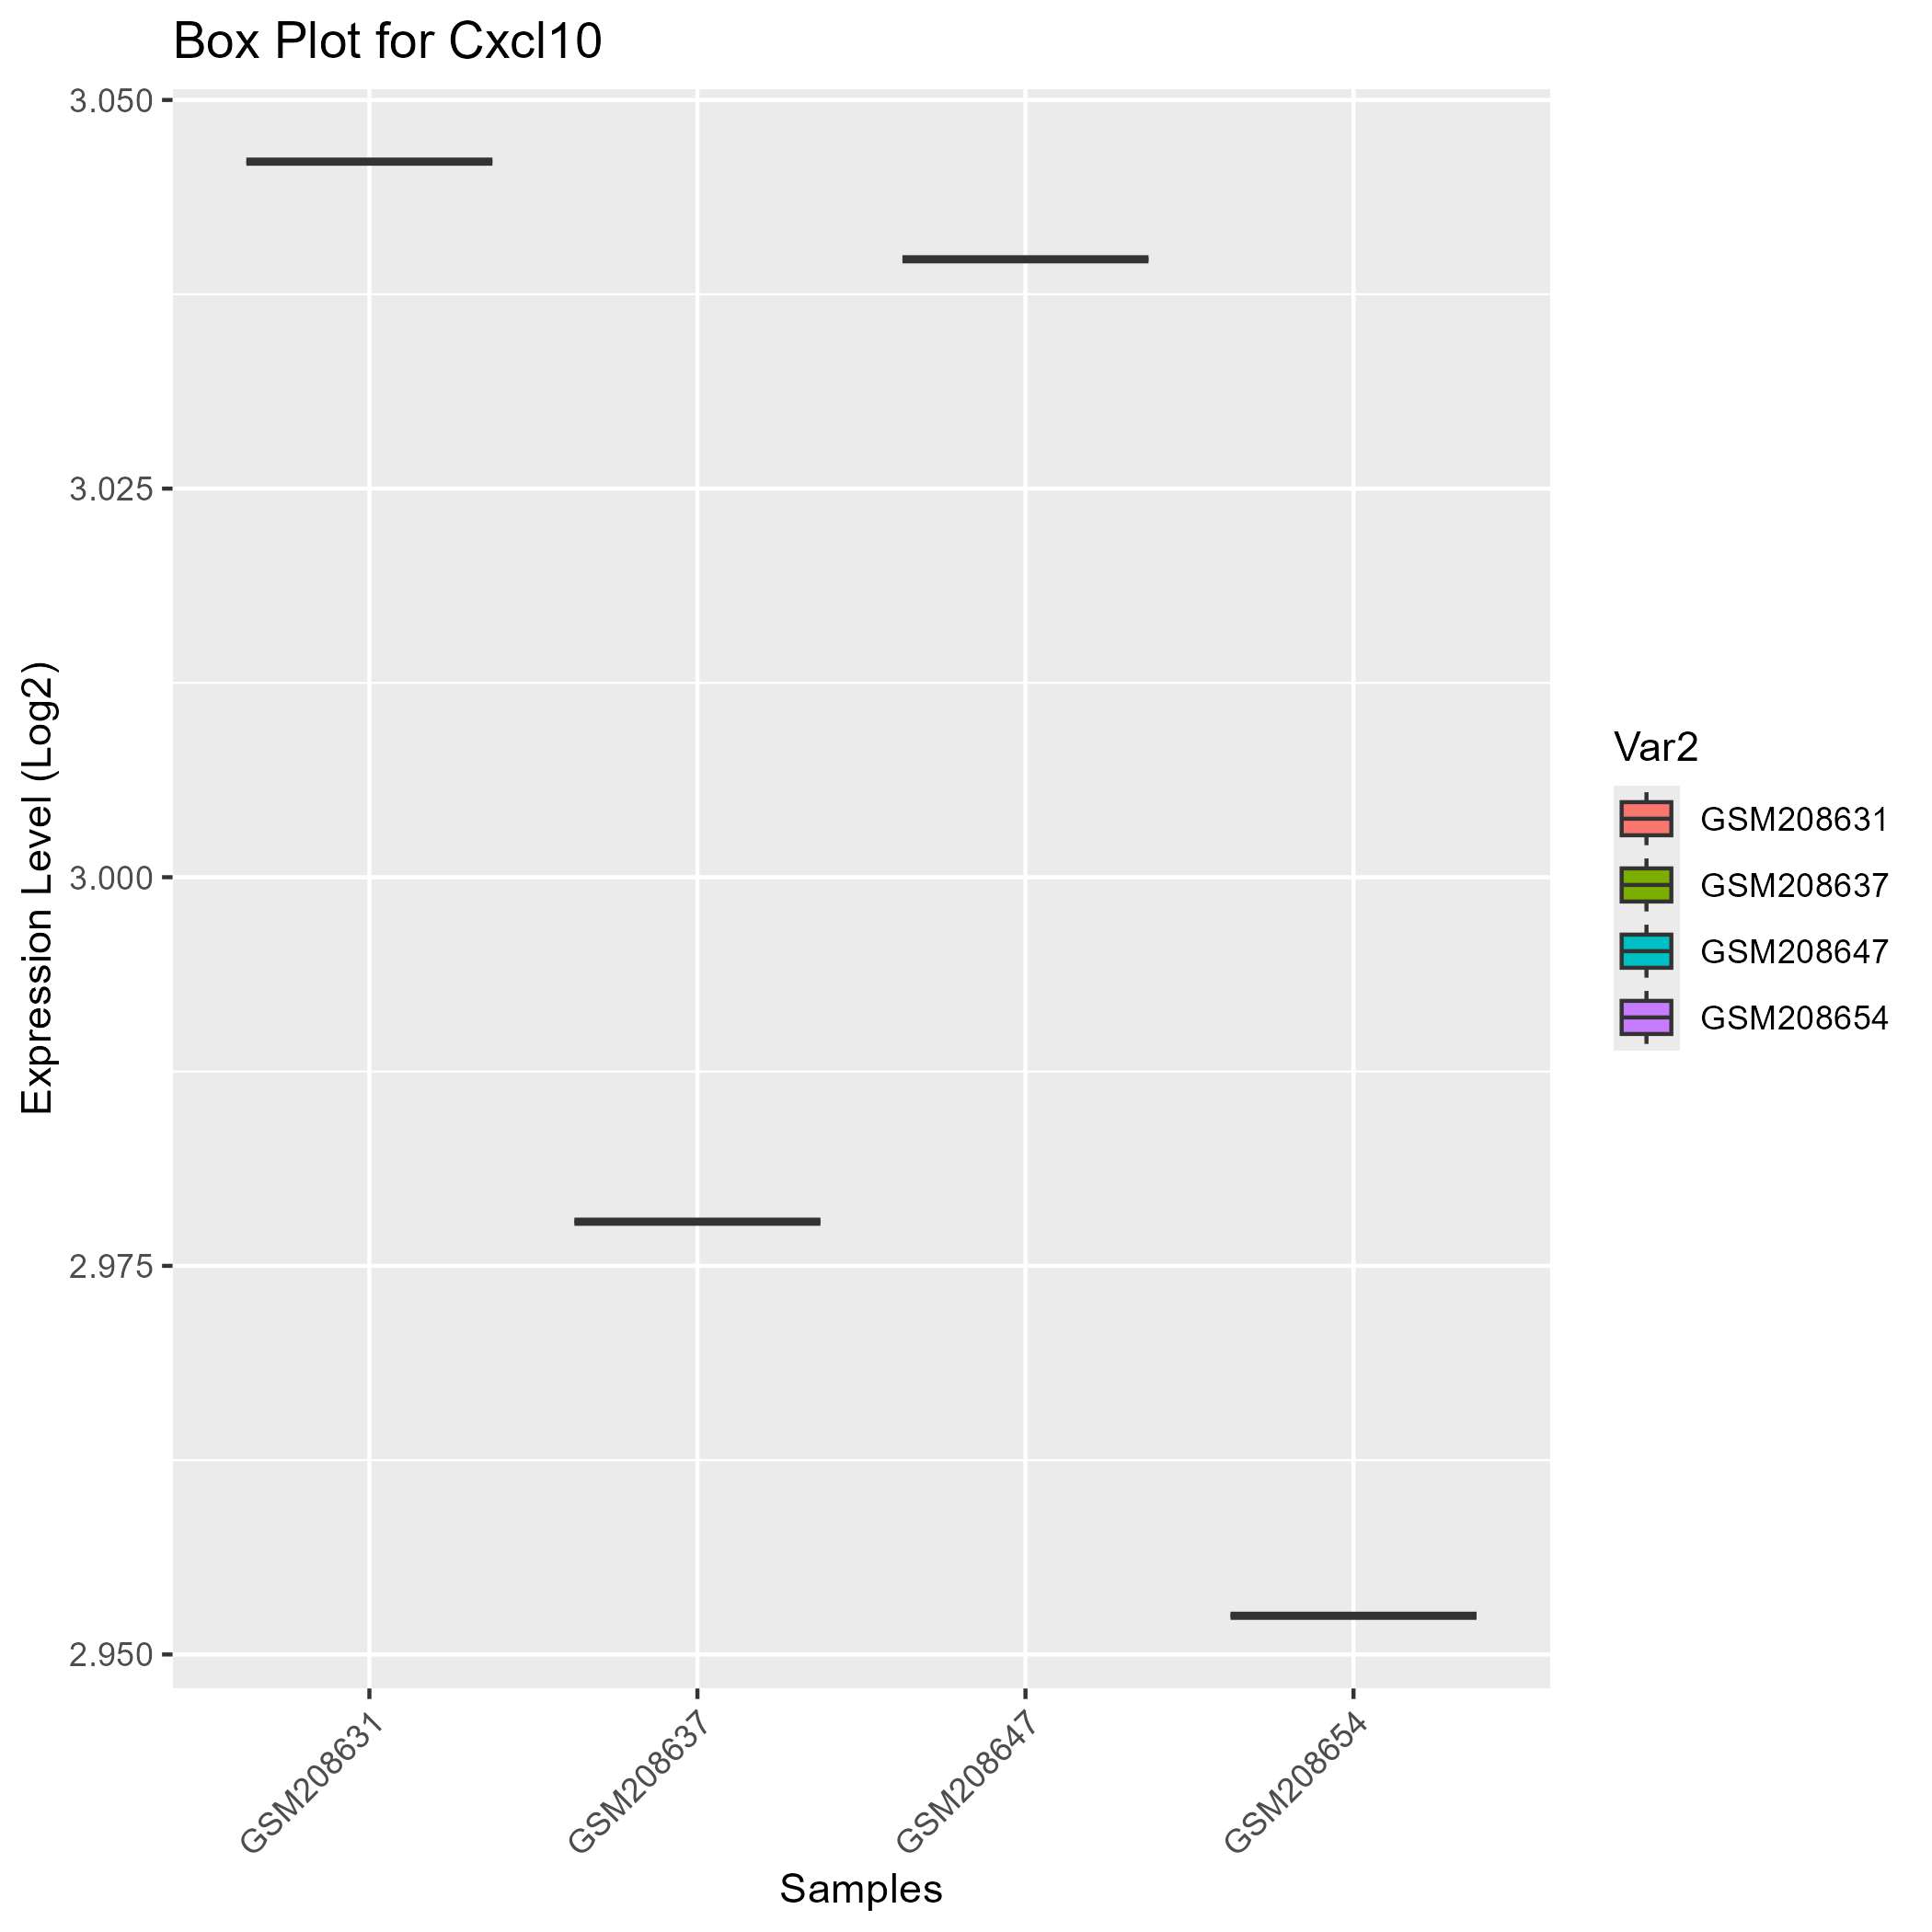 Box Plot for Cxcl10
Expression Level (Log2)
3.050
3.025
3.000
2.975
2.950
GSM208631
GSM208637
GSM208647
GSM208654
Samples
Var2
GSM208631
GSM208637
GSM208647
GSM208654